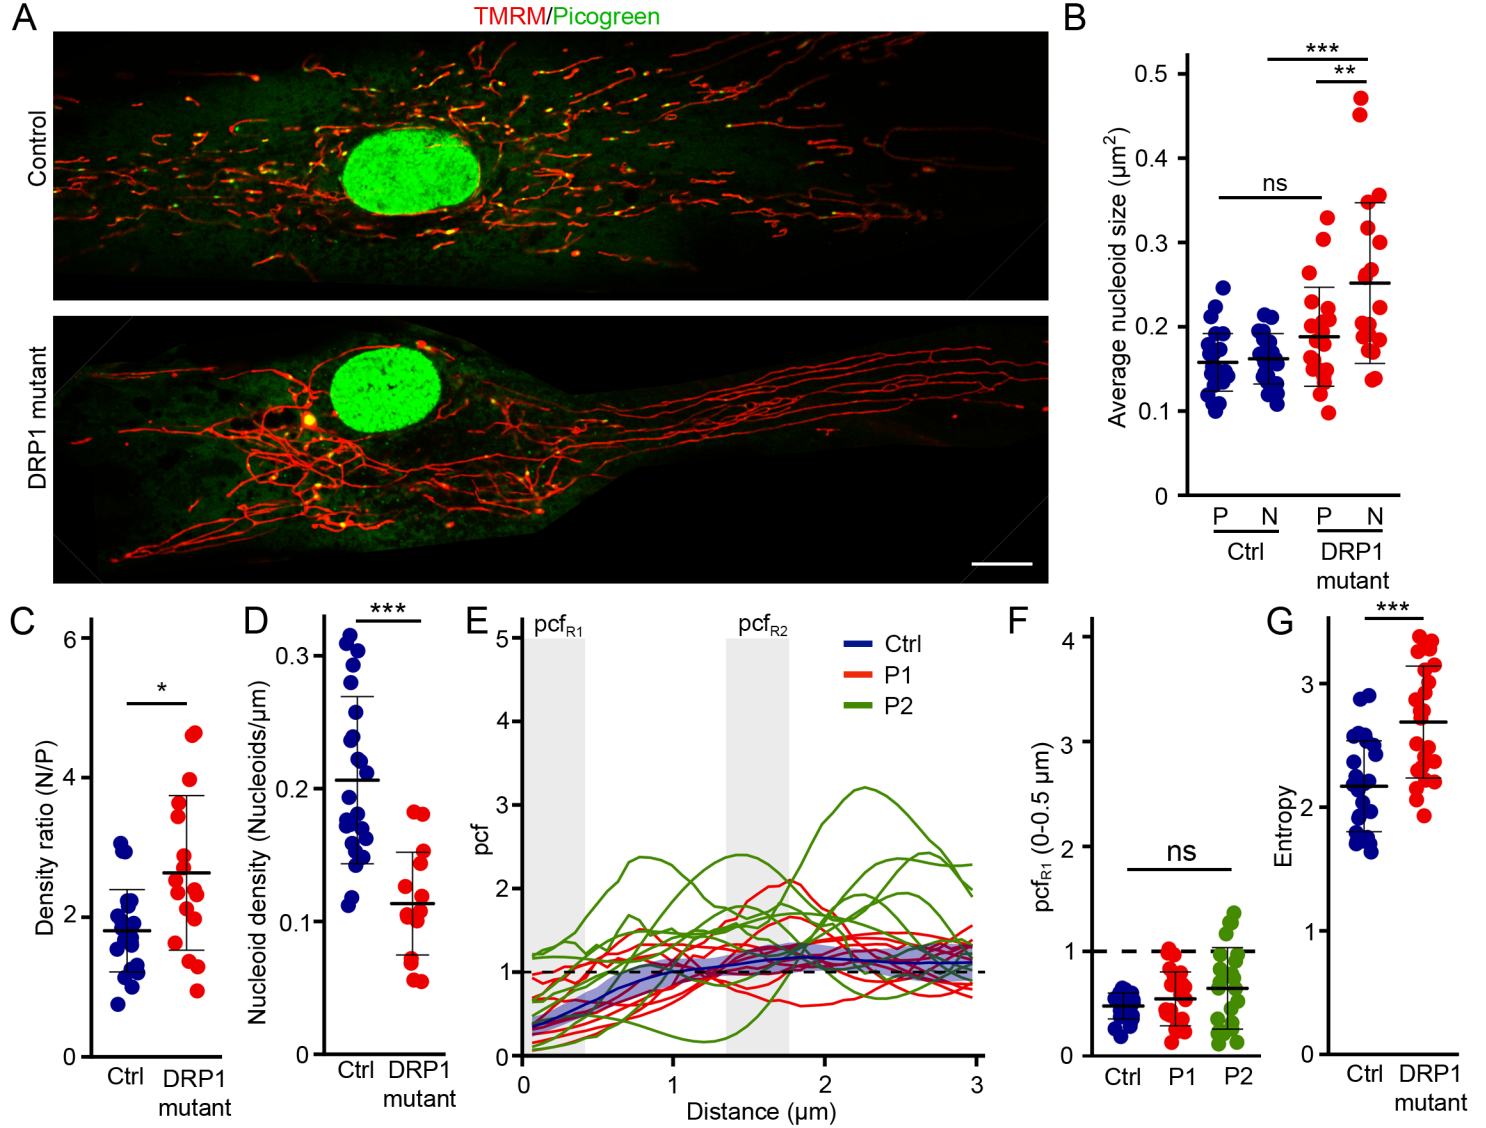 A
TMRM/Picogreen
Control
DRP1 mutant
B
Average nucleoid size (µm²)
0.5
0.4
0.3
0.2
0.1
0
***
**
ns
P N P N
Ctrl DRP1
mutant
C
Density ratio (N/P)
6
4
2
0
*
Ctrl DRP1
mutant
D
Nucleoid density (Nucleoids/µm)
0.3
0.2
0.1
0
***
Ctrl DRP1
mutant
E
pcf
5
4
3
2
1
0
pcfR1 pcfR2
Ctrl
P1
P2
0 1 2 3
Distance (µm)
F
pcfR1 (0-0.5 µm)
4
3
2
1
0
ns
Ctrl P1 P2
G
Entropy
3
2
1
0
***
Ctrl DRP1
mutant